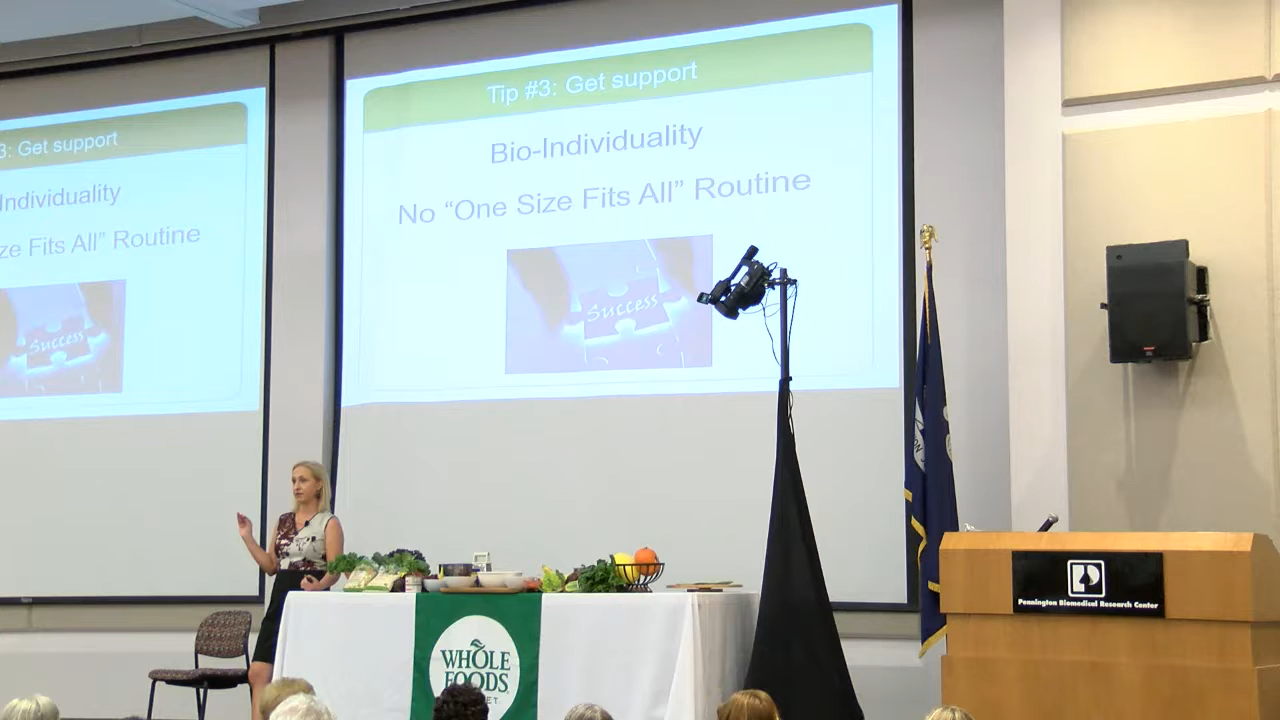 3: Get support
Individuality
ze Fits All” Routine
Success
Tip #3: Get support
Bio-Individuality
No “One Size Fits All” Routine
Success
WHOLE
FOODS
ET
Pennington Biomedical Research Center